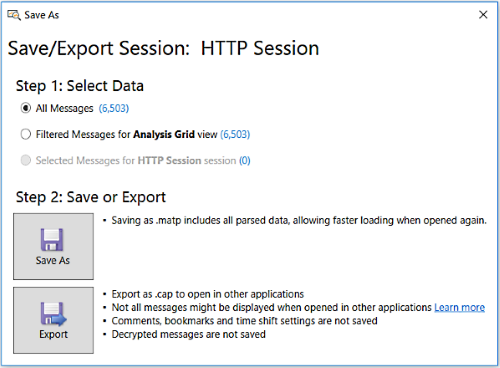 Save As
Save/Export Session: HTTP Session
Step 1: Select Data
All Messages (6,503)
Filtered Messages for Analysis Grid view (6,503)
Selected Messages for HTTP Session session (0)
Step 2: Save or Export
Save As
• Saving as .matp includes all parsed data, allowing faster loading when opened again.
Export
• Export as .cap to open in other applications
• Not all messages might be displayed when opened in other applications Learn more
• Comments, bookmarks and time shift settings are not saved
• Decrypted messages are not saved